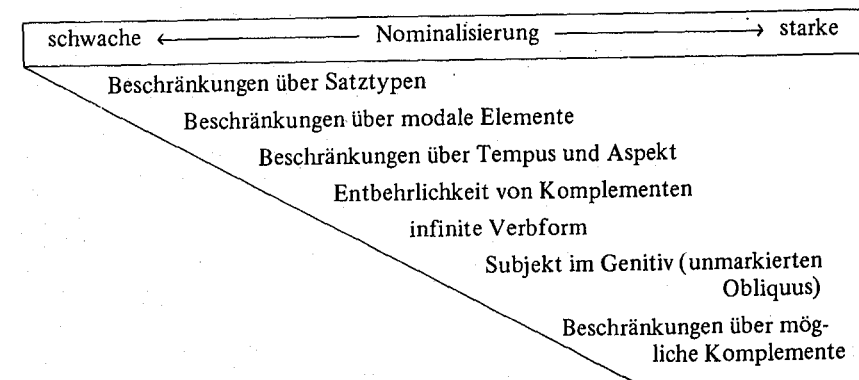 schwache ← Nominalisierung → starke
Beschränkungen über Satztypen
Beschränkungen über modale Elemente
Beschränkungen über Tempus und Aspekt
Entbehrlichkeit von Komplementen
infinite Verbform
Subjekt im Genitiv (unmarkierten
Obliquus)
Beschränkungen über mög-
liche Komplemente